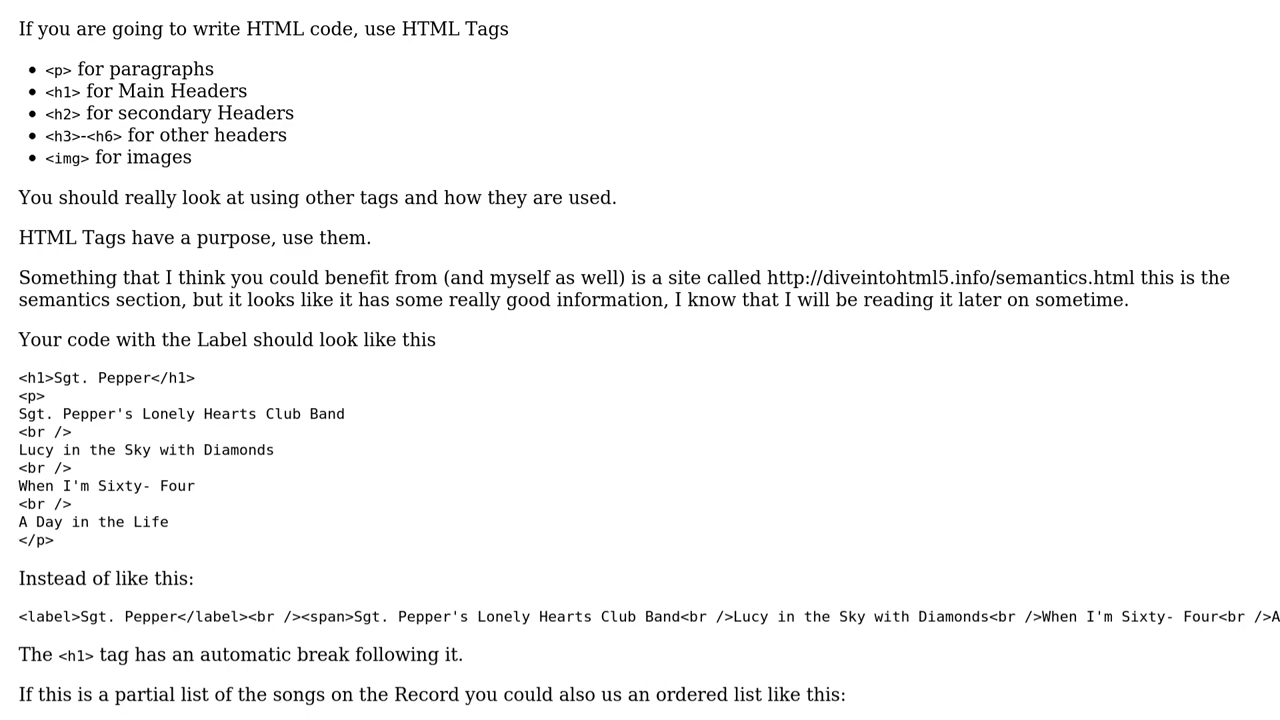 If you are going to write HTML code, use HTML Tags
• <p> for paragraphs
• <h1> for Main Headers
• <h2> for secondary Headers
• <h3>-<h6> for other headers
• <img> for images
You should really look at using other tags and how they are used.
HTML Tags have a purpose, use them.
Something that I think you could benefit from (and myself as well) is a site called http://diveintohtml5.info/semantics.html this is the
semantics section, but it looks like it has some really good information, I know that I will be reading it later on sometime.
Your code with the Label should look like this
<h1>Sgt. Pepper</h1>
<p>
Sgt. Pepper's Lonely Hearts Club Band
<br />
Lucy in the Sky with Diamonds
<br />
When I'm Sixty- Four
<br />
A Day in the Life
</p>
Instead of like this:
<label>Sgt. Pepper</label><br /><span>Sgt. Pepper's Lonely Hearts Club Band<br />Lucy in the Sky with Diamonds<br />When I'm Sixty- Four<br />A
The <h1> tag has an automatic break following it.
If this is a partial list of the songs on the Record you could also us an ordered list like this: